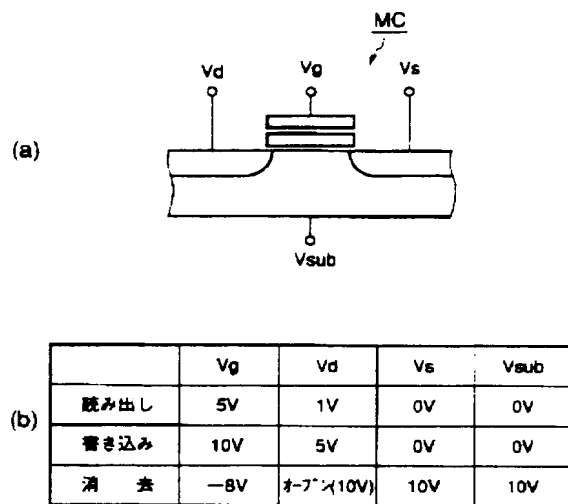 MC
Vd Vg Vs
(a)
Vsub
(b)
Vg Vd Vs Vsub
読み出し 5V 1V 0V 0V
書き込み 10V 5V 0V 0V
消 去 −8V オープン(10V) 10V 10V